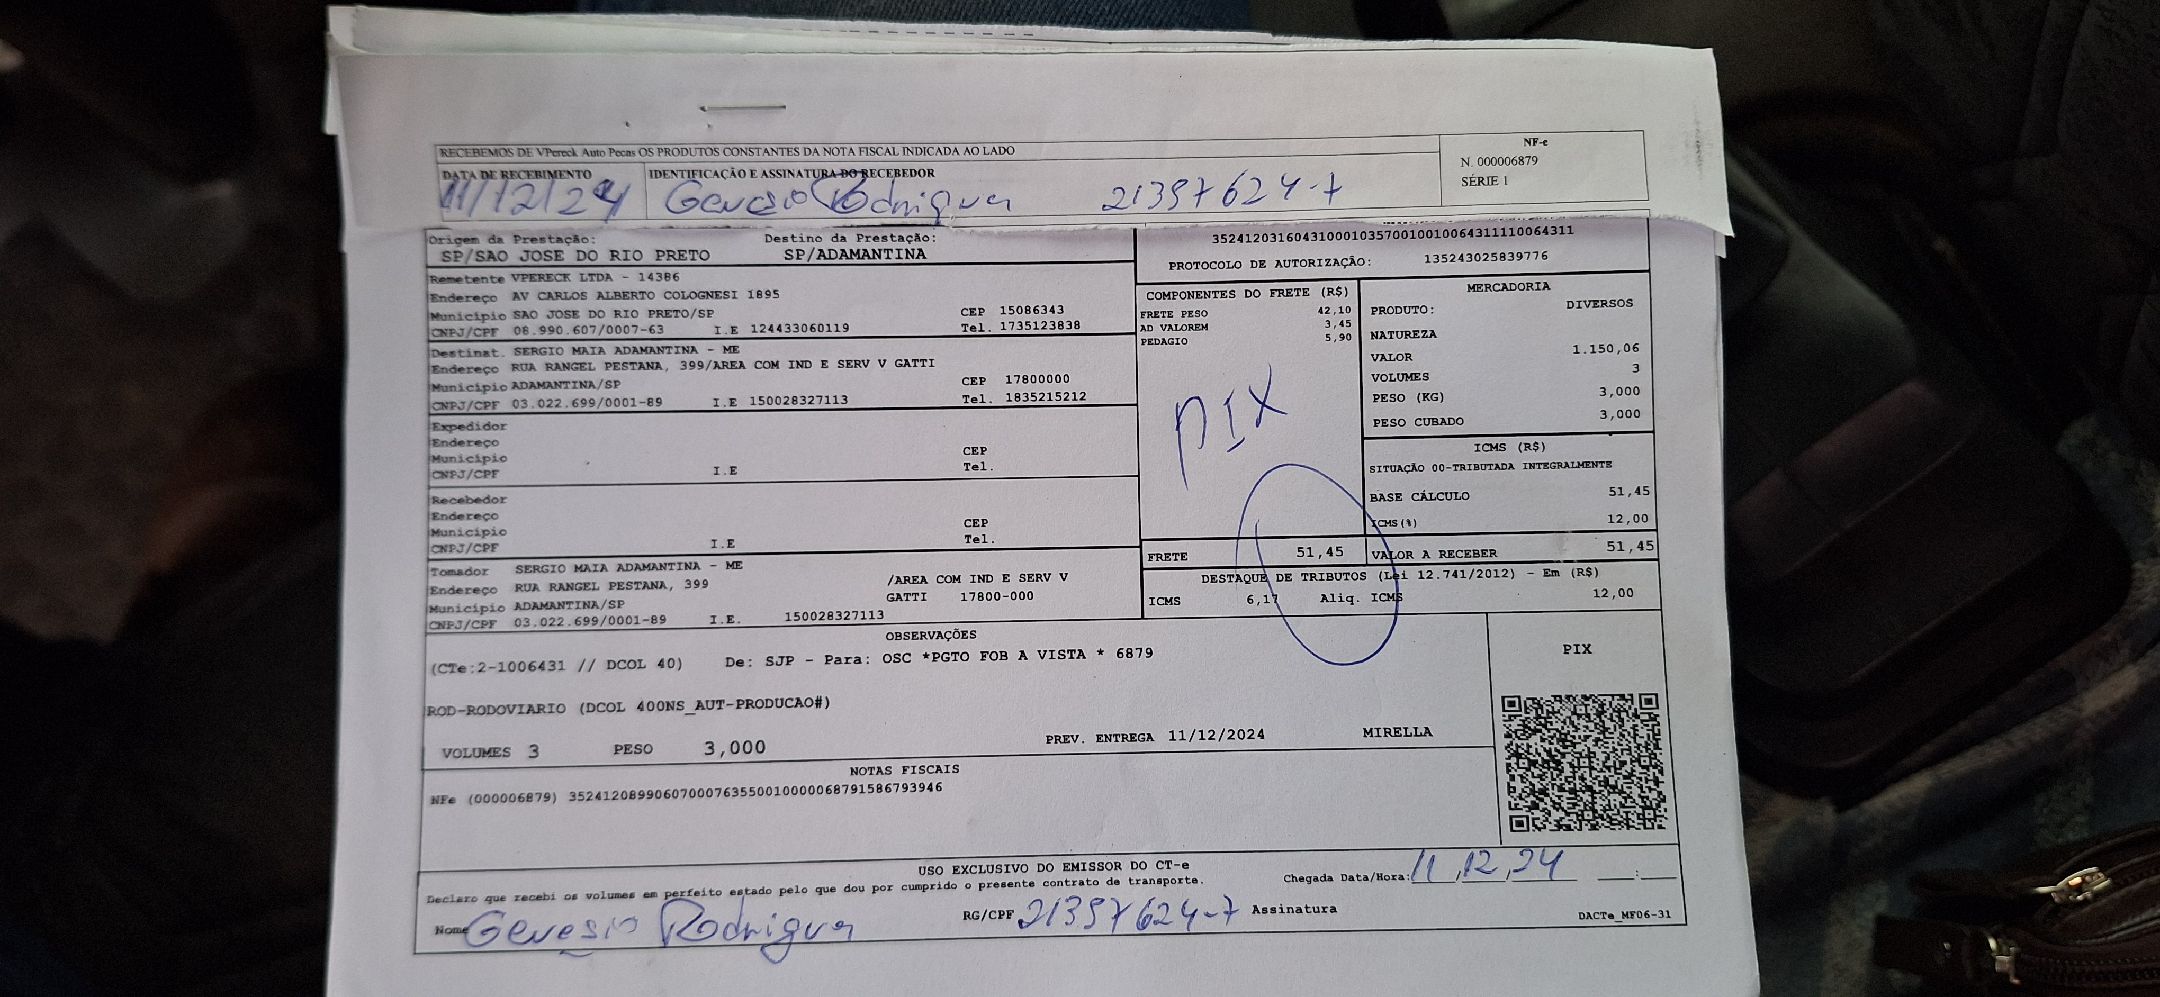 RECEBEMOS DE VPereck Auto Pecas OS PRODUTOS CONSTANTES DA NOTA FISCAL INDICADA AO LADO
DATA DE RECEBIMENTO
11/12/24
IDENTIFICAÇÃO E ASSINATURA DO RECEBEDOR
Genesio Rodrigues 21397624-7
NF-e
N. 000006879
SÉRIE 1
Origem da Prestação: Destino da Prestação:
SP/SAO JOSE DO RIO PRETO SP/ADAMANTINA
35241203160431000103570010010064311110064311
PROTOCOLO DE AUTORIZAÇÃO: 135243025839776
Remetente VPERECK LTDA - 14386
Endereço AV CARLOS ALBERTO COLOGNESI 1895
Município SAO JOSE DO RIO PRETO/SP CEP 15086343
CNPJ/CPF 08.990.607/0007-63 I.E 124433060119 Tel. 1735123838
Destinat. SERGIO MAIA ADAMANTINA - ME
Endereço RUA RANGEL PESTANA, 399/AREA COM IND E SERV V GATTI
Município ADAMANTINA/SP CEP 17800000
CNPJ/CPF 03.022.699/0001-89 I.E 150028327113 Tel. 1835215212
Expedidor
Endereço
Município CEP
CNPJ/CPF I.E Tel.
Recebedor
Endereço
Município CEP
CNPJ/CPF I.E Tel.
Tomador SERGIO MAIA ADAMANTINA - ME
Endereço RUA RANGEL PESTANA, 399 /AREA COM IND E SERV V
GATTI 17800-000
Município ADAMANTINA/SP
CNPJ/CPF 03.022.699/0001-89 I.E. 150028327113
COMPONENTES DO FRETE (R$)
FRETE PESO 42,10
AD VALOREM 3,45
PEDAGIO 5,90
PIX
FRETE 51,45
MERCADORIA
PRODUTO: DIVERSOS
NATUREZA
VALOR 1.150,06
VOLUMES 3
PESO (KG) 3,000
PESO CUBADO 3,000
ICMS (R$)
SITUAÇÃO 00-TRIBUTADA INTEGRALMENTE
BASE CÁLCULO 51,45
ICMS(%) 12,00
VALOR A RECEBER 51,45
DESTAQUE DE TRIBUTOS (Lei 12.741/2012) - Em (R$)
ICMS 6,17 Aliq. ICMS 12,00
OBSERVAÇÕES
(CTe:2-1006431 // DCOL 40) De: SJP - Para: OSC *PGTO FOB A VISTA * 6879
ROD-RODOVIARIO (DCOL 400NS_AUT-PRODUCAO#)
VOLUMES 3 PESO 3,000 PREV. ENTREGA 11/12/2024 MIRELLA
PIX
NOTAS FISCAIS
NFe (000006879) 35241208990607000763550010000068791586793946
USO EXCLUSIVO DO EMISSOR DO CT-e
Declaro que recebi os volumes em perfeito estado pelo que dou por cumprido o presente contrato de transporte.
Chegada Data/Hora: 11,12,24 __:__
Nome Genesio Rodrigues RG/CPF 21397624-7 Assinatura
DACTe_MF06-31